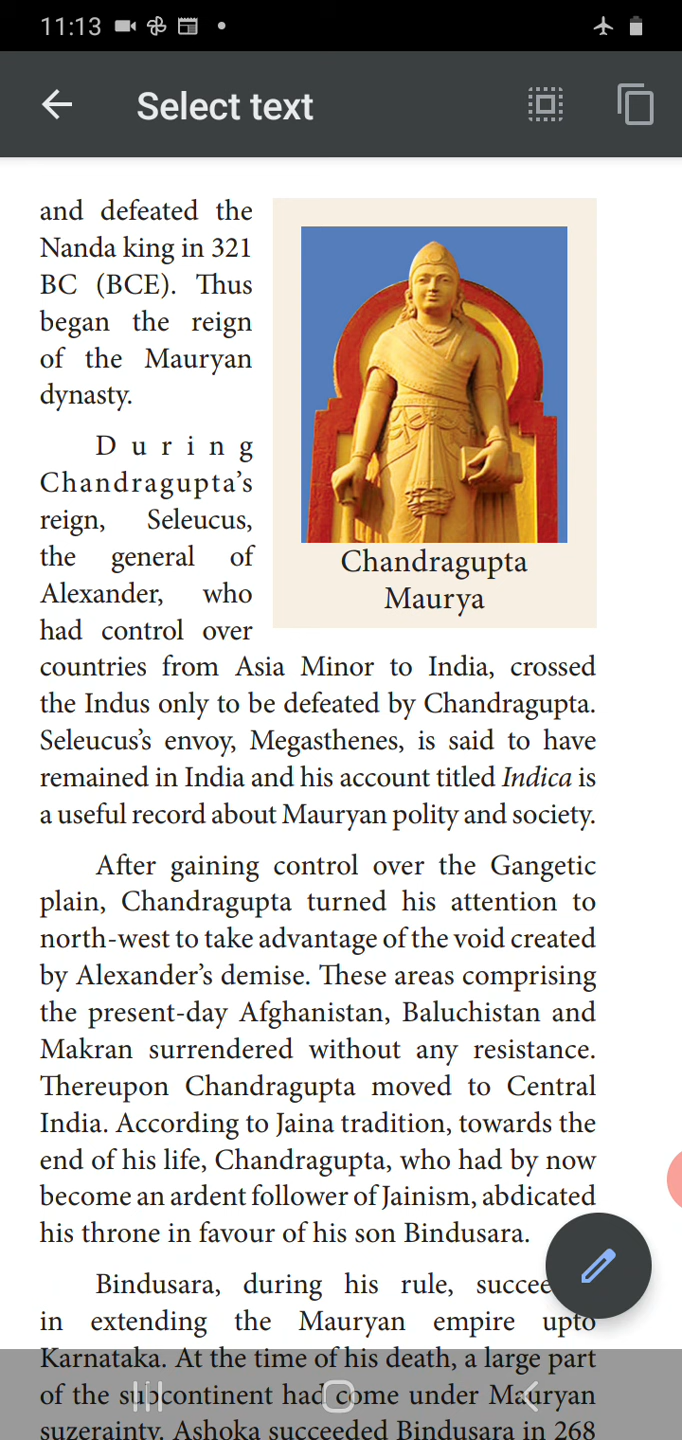 11:13
Select text
and defeated the
Nanda king in 321
BC (BCE). Thus
began the reign
of the Mauryan
dynasty.
During
Chandragupta's
reign, Seleucus,
the general of
Alexander, who
had control over
Chandragupta
Maurya
countries from Asia Minor to India, crossed
the Indus only to be defeated by Chandragupta.
Seleucus's envoy, Megasthenes, is said to have
remained in India and his account titled Indica is
a useful record about Mauryan polity and society.
After gaining control over the Gangetic
plain, Chandragupta turned his attention to
north-west to take advantage of the void created
by Alexander's demise. These areas comprising
the present-day Afghanistan, Baluchistan and
Makran surrendered without any resistance.
Thereupon Chandragupta moved to Central
India. According to Jaina tradition, towards the
end of his life, Chandragupta, who had by now
become an ardent follower of Jainism, abdicated
his throne in favour of his son Bindusara.
Bindusara, during his rule,
in extending the Mauryan empire upto
Karnataka. At the time of his death, a large part
of the subcontinent had come under Mauryan
suzerainty. Ashoka succeeded Bindusara in 268